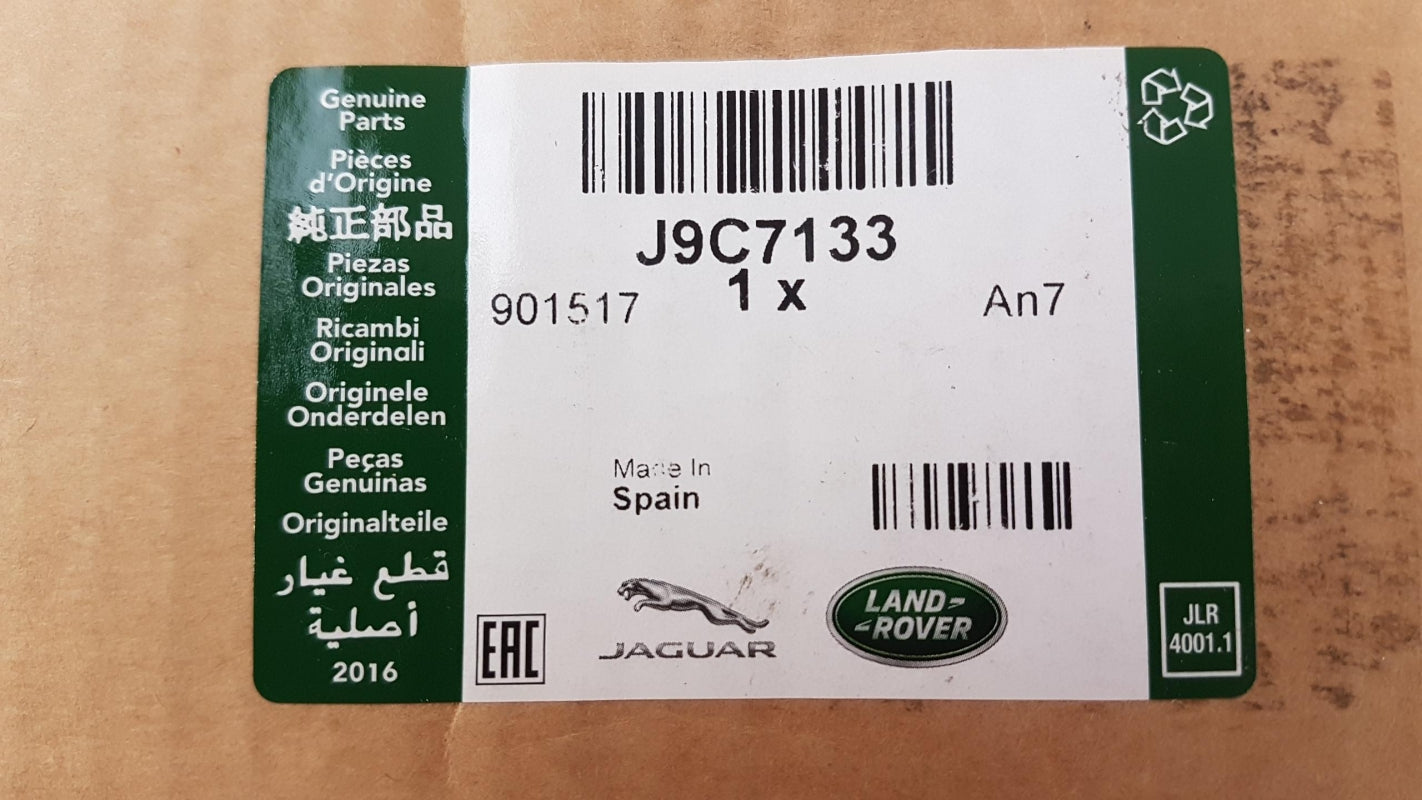 Genuine
Parts
Pièces
d'Origine
純正部品
Piezas
Originales
Ricambi
Originali
Originele
Onderdelen
Peças
Genuínas
Originalteile
قطع غيار
أصلية
2016
J9C7133
1 x
901517
An7
Made In
Spain
EAC
JAGUAR
LAND-
-ROVER
JLR
4001.1